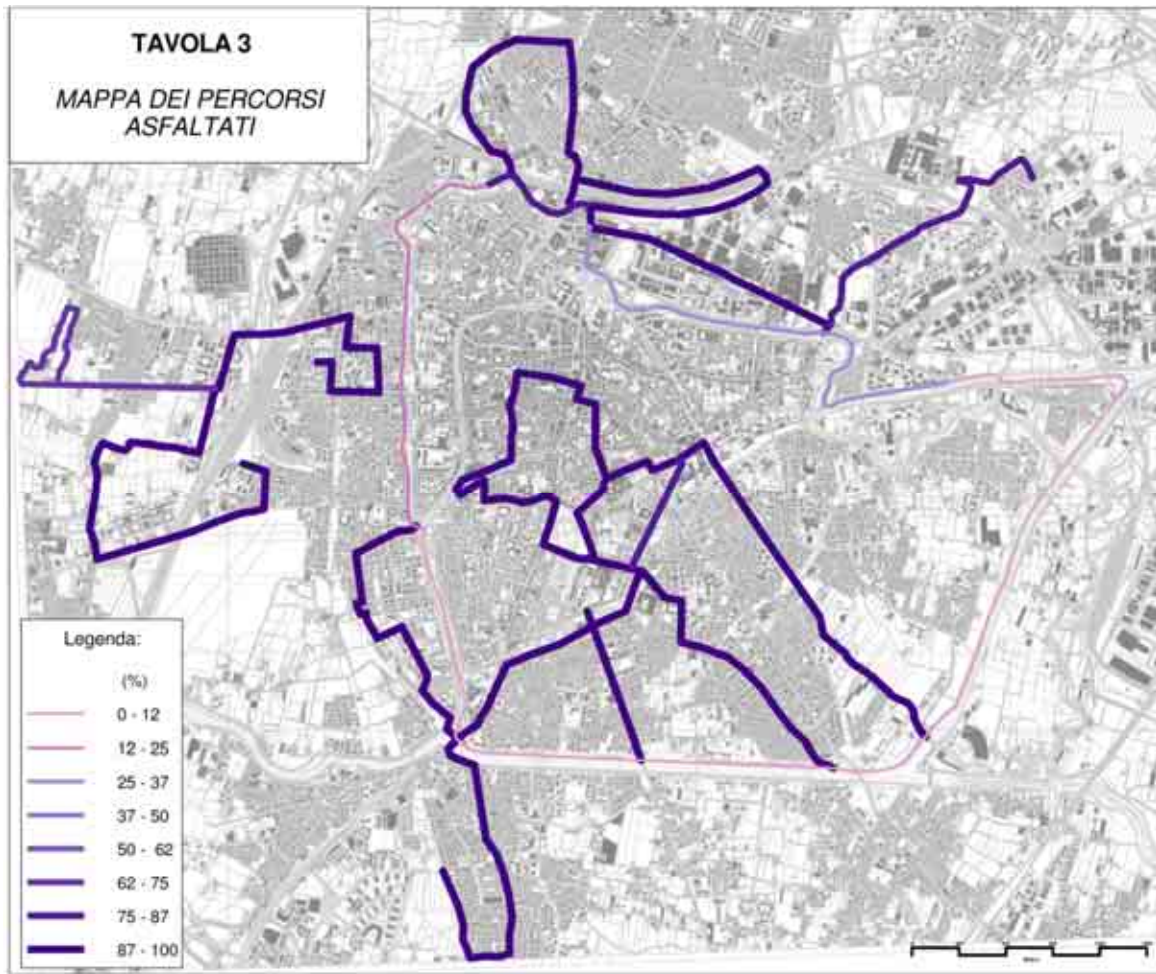 TAVOLA 3
MAPPA DEI PERCORSI
ASFALTATI
Legenda:
(%)
0 - 12
12 - 25
25 - 37
37 - 50
50 - 62
62 - 75
75 - 87
87 - 100